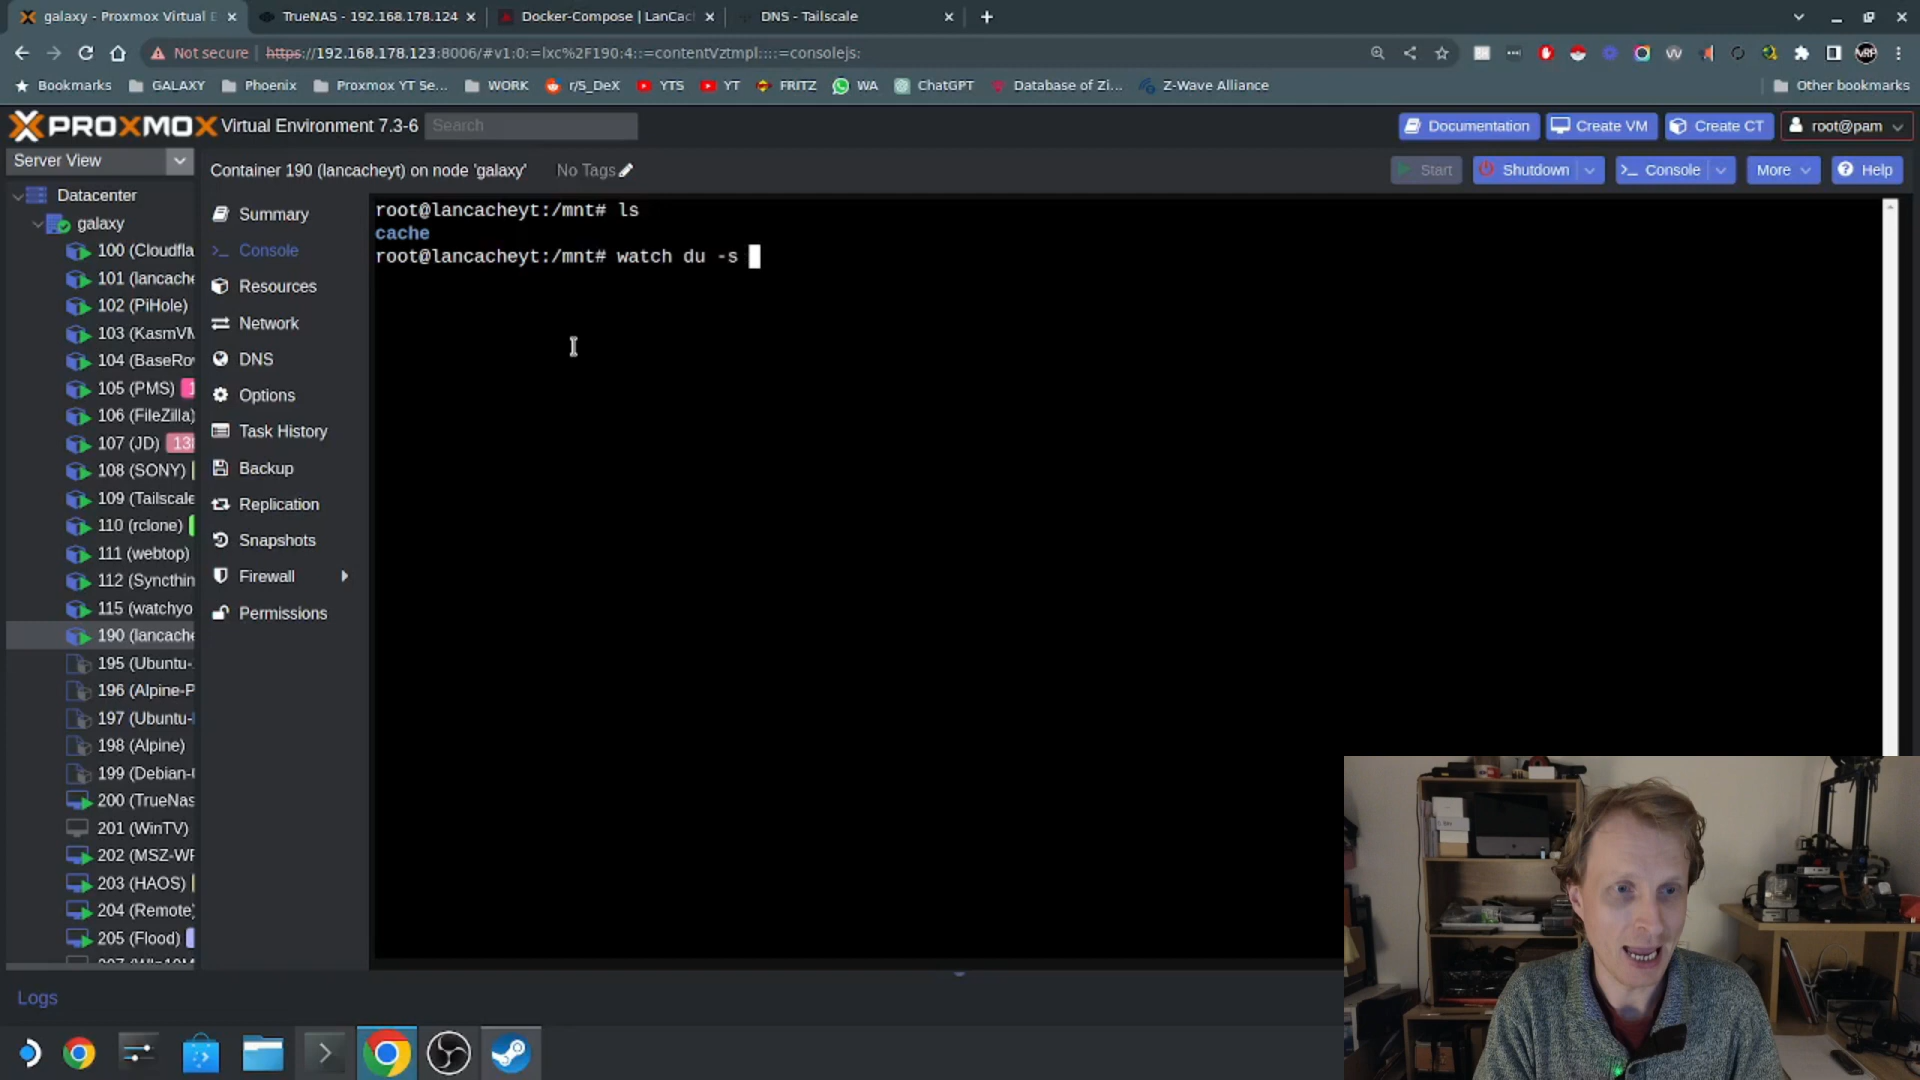 galaxy - Proxmox Virtual E
TrueNAS - 192.168.178.124
Docker-Compose | LanCac
DNS - Tailscale
Not secure
https://192.168.178.123:8006/#v1:0:=lxc%2F190:4::=contentVztmpl::::=consolejs:
Bookmarks
GALAXY
Phoenix
Proxmox YT Se...
WORK
r/S_DeX
YTS
YT
FRITZ
WA
ChatGPT
Database of Zi...
Z-Wave Alliance
Other bookmarks
PROXMOX
Virtual Environment 7.3-6
Search
Documentation
Create VM
Create CT
root@pam
Server View
Container 190 (lancacheyt) on node 'galaxy'
No Tags
Start
Shutdown
Console
More
Help
Datacenter
galaxy
100 (Cloudfla
101 (lancache
102 (PiHole)
103 (KasmVM
104 (BaseRo
105 (PMS)
106 (FileZilla)
107 (JD)
13
108 (SONY)
109 (Tailscale
110 (rclone)
111 (webtop)
112 (Syncthin
115 (watchyo
190 (lancache
195 (Ubuntu-
196 (Alpine-P
197 (Ubuntu-
198 (Alpine)
199 (Debian-
200 (TrueNas
201 (WinTV)
202 (MSZ-WF
203 (HAOS)
204 (Remote)
205 (Flood)
Summary
Console
Resources
Network
DNS
Options
Task History
Backup
Replication
Snapshots
Firewall
Permissions
root@lancacheyt:/mnt# ls
cache
root@lancacheyt:/mnt# watch du -s
Logs